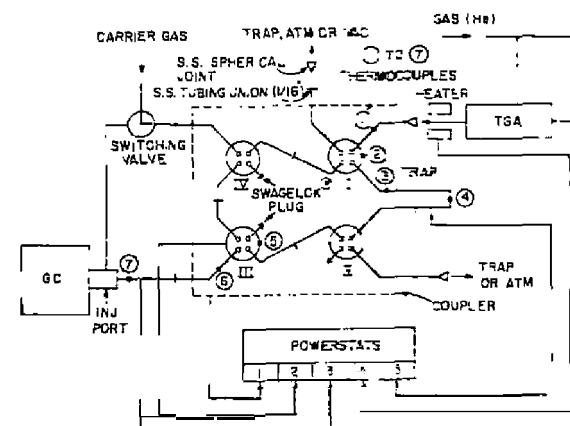 GAS (He)
CARRIER GAS
TRAP, ATM OR VAC
TO ⑦
S.S. SPHERICAL
JOINT
THERMOCOUPLES
S.S. TUBING UNION (1/16)
HEATER
TGA
SWITCHING
VALVE
②
③ TRAP
④
SWAGELOK
PLUG
⑤
GC
⑦
⑥
III
INJ
PORT
TRAP
OR ATM
COUPLER
POWERSTATS
1 2 3 4 5